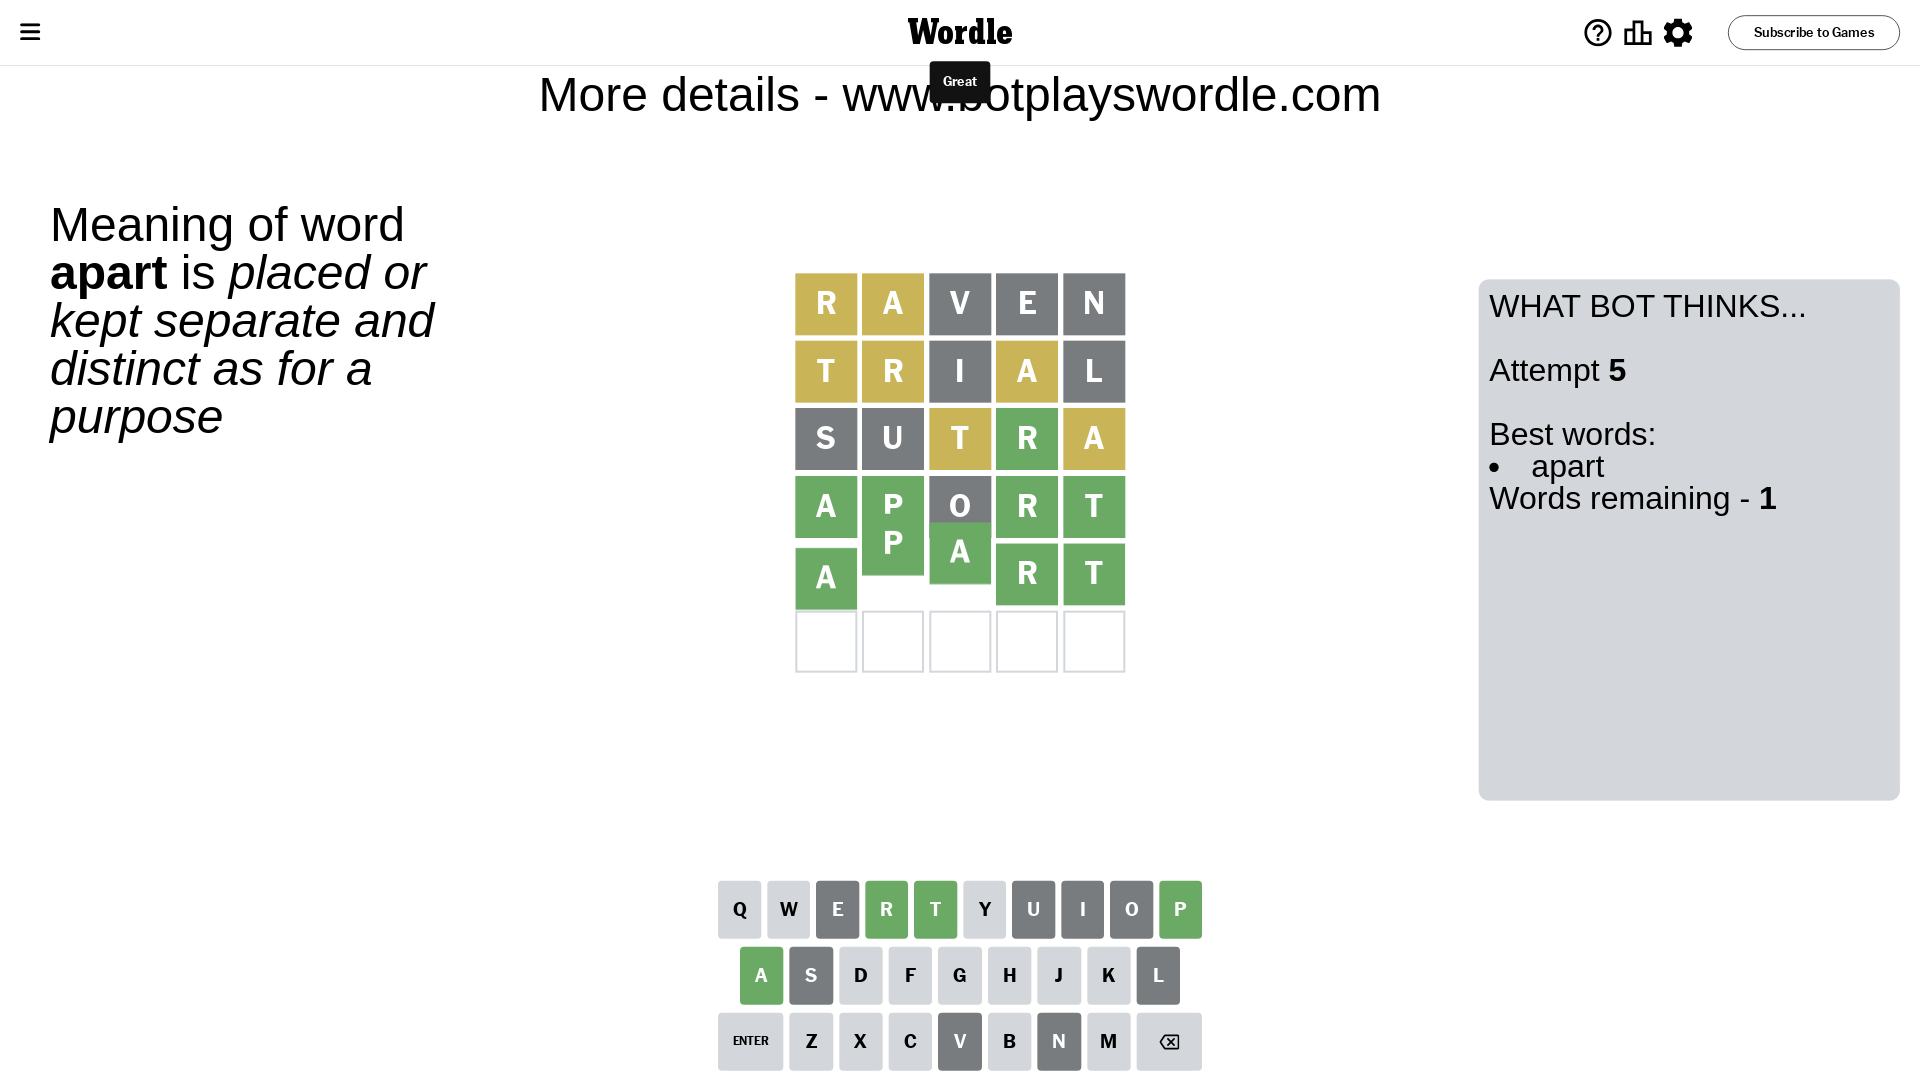 Wordle
Subscribe to Games
Great
More details - www.botplayswordle.com
Meaning of word
apart is placed or
kept separate and
distinct as for a
purpose
R A V E N
T R I A L
S U T R A
A P O R T
A P A R T
WHAT BOT THINKS...
Attempt 5
Best words:
• apart
Words remaining - 1
Q W E R T Y U I O P
A S D F G H J K L
ENTER Z X C V B N M